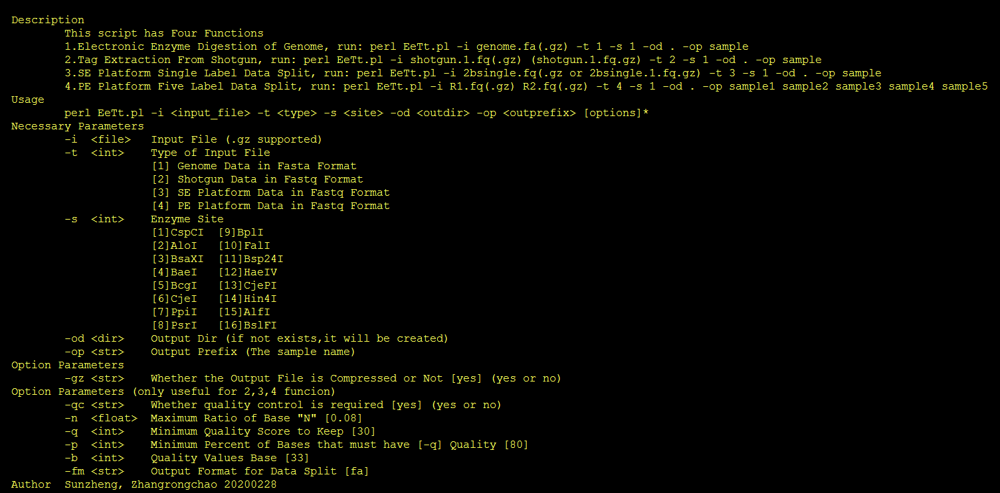 Description
This script has Four Functions
1.Electronic Enzyme Digestion of Genome, run: perl EeTt.pl -i genome.fa(.gz) -t 1 -s 1 -od . -op sample
2.Tag Extraction From Shotgun, run: perl EeTt.pl -i shotgun.1.fq(.gz) (shotgun.1.fq.gz) -t 2 -s 1 -od . -op sample
3.SE Platform Single Label Data Split, run: perl EeTt.pl -i 2bsingle.fq(.gz or 2bsingle.1.fq.gz) -t 3 -s 1 -od . -op sample
4.PE Platform Five Label Data Split, run: perl EeTt.pl -i R1.fq(.gz) R2.fq(.gz) -t 4 -s 1 -od . -op sample1 sample2 sample3 sample4 sample5
Usage
perl EeTt.pl -i <input_file> -t <type> -s <site> -od <outdir> -op <outprefix> [options]*
Necessary Parameters
-i  <file>   Input File (.gz supported)
-t  <int>    Type of Input File
[1] Genome Data in Fasta Format
[2] Shotgun Data in Fastq Format
[3] SE Platform Data in Fastq Format
[4] PE Platform Data in Fastq Format
-s  <int>    Enzyme Site
[1]CspCI  [9]BplI
[2]AloI   [10]FalI
[3]BsaXI  [11]Bsp24I
[4]BaeI   [12]HaeIV
[5]BcgI   [13]CjePI
[6]CjeI   [14]Hin4I
[7]PpiI   [15]AlfI
[8]PsrI   [16]BslFI
-od <dir>    Output Dir (if not exists,it will be created)
-op <str>    Output Prefix (The sample name)
Option Parameters
-gz <str>    Whether the Output File is Compressed or Not [yes] (yes or no)
Option Parameters (only useful for 2,3,4 funcion)
-qc <str>    Whether quality control is required [yes] (yes or no)
-n  <float>  Maximum Ratio of Base "N" [0.08]
-q  <int>    Minimum Quality Score to Keep [30]
-p  <int>    Minimum Percent of Bases that must have [-q] Quality [80]
-b  <int>    Quality Values Base [33]
-fm <str>    Output Format for Data Split [fa]
Author  Sunzheng, Zhangrongchao 20200228